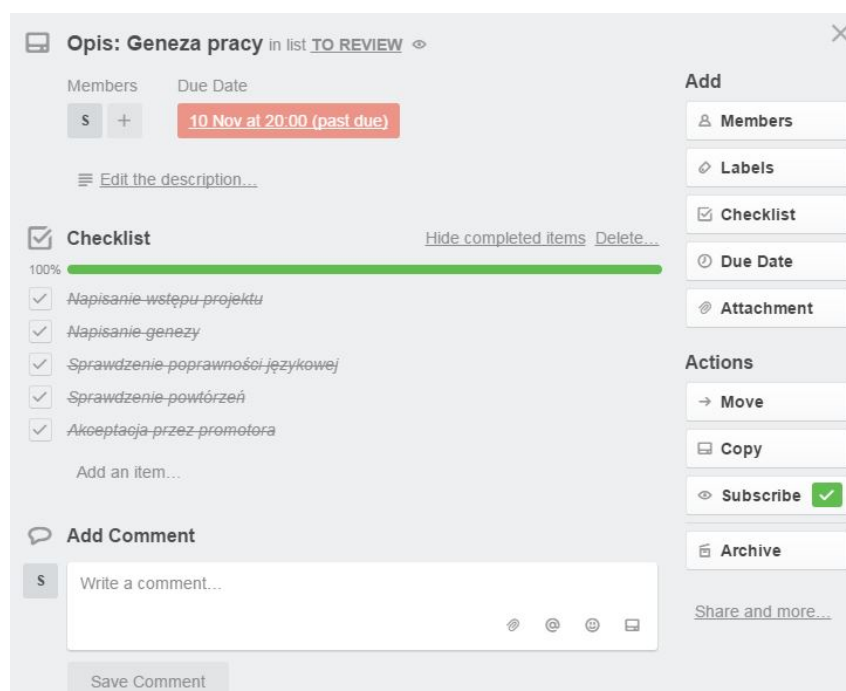 Opis: Geneza pracy in list TO REVIEW
Members Due Date
S + 10 Nov at 20:00 (past due)
Edit the description...
Checklist Hide completed items Delete...
100%
Napisanie wstępu projektu
Napisanie genezy
Sprawdzenie poprawności językowej
Sprawdzenie powtórzeń
Akceptacja przez promotora
Add an item...
Add Comment
S Write a comment...
@
Save Comment
Add
Members
Labels
Checklist
Due Date
Attachment
Actions
Move
Copy
Subscribe
Archive
Share and more...